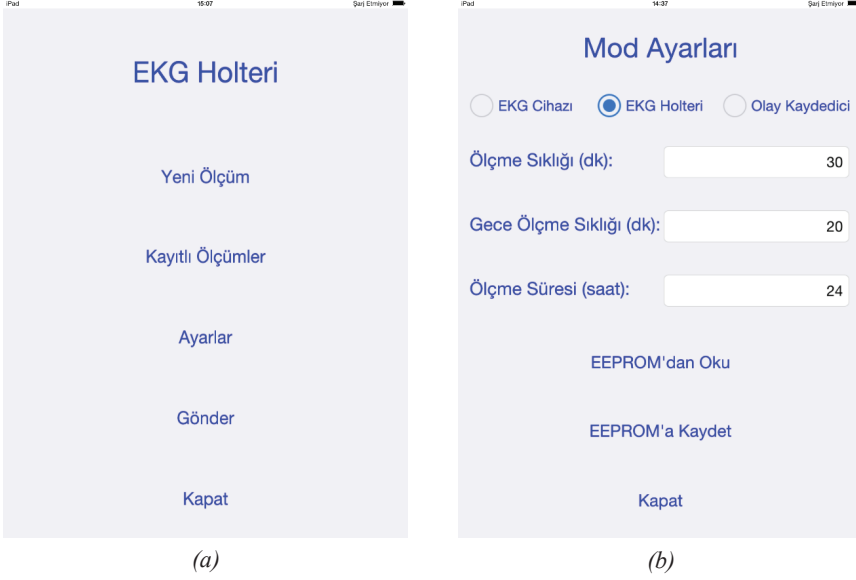 iPad 15:07 Şarj Etmiyor
EKG Holteri
Yeni Ölçüm
Kayıtlı Ölçümler
Ayarlar
Gönder
Kapat
(a)
iPad 14:37 Şarj Etmiyor
Mod Ayarları
EKG Cihazı EKG Holteri Olay Kaydedici
Ölçme Sıklığı (dk): 30
Gece Ölçme Sıklığı (dk): 20
Ölçme Süresi (saat): 24
EEPROM'dan Oku
EEPROM'a Kaydet
Kapat
(b)